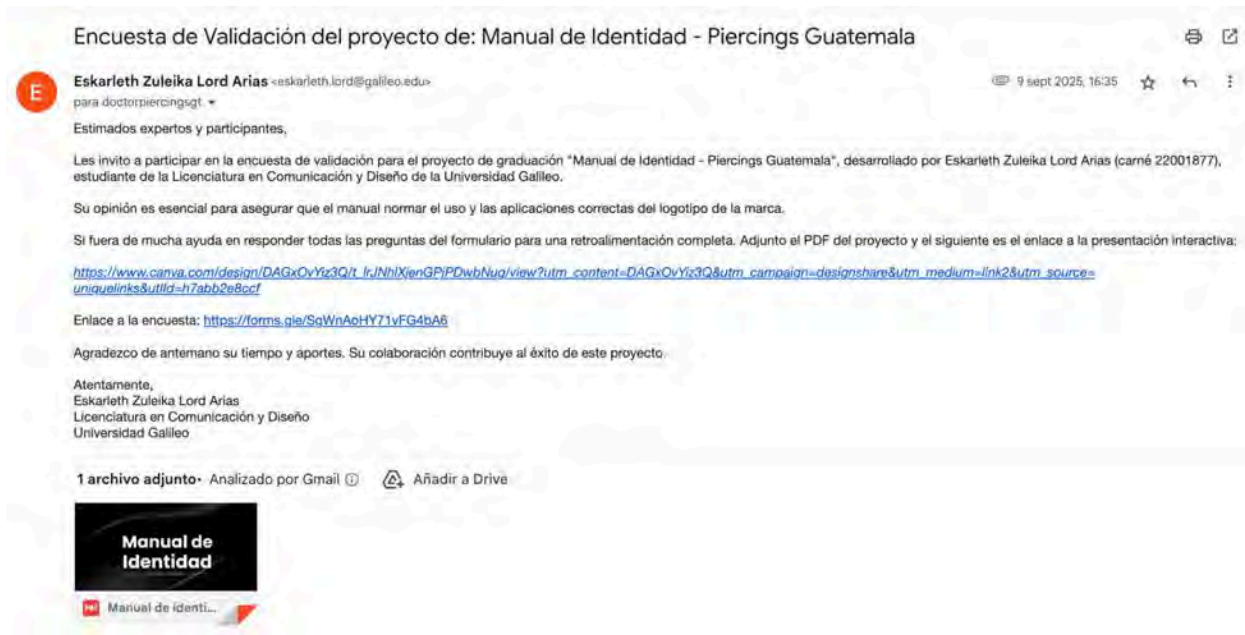 Encuesta de Validación del proyecto de: Manual de Identidad - Piercings Guatemala
E
Eskarleth Zuleika Lord Arias <eskarleth.lord@galileo.edu>
9 sept 2025, 16:35
para doctorpiercingsgt
Estimados expertos y participantes,
Les invito a participar en la encuesta de validación para el proyecto de graduación "Manual de Identidad - Piercings Guatemala", desarrollado por Eskarleth Zuleika Lord Arias (carné 22001877),
estudiante de la Licenciatura en Comunicación y Diseño de la Universidad Galileo.
Su opinión es esencial para asegurar que el manual normar el uso y las aplicaciones correctas del logotipo de la marca.
Si fuera de mucha ayuda en responder todas las preguntas del formulario para una retroalimentación completa. Adjunto el PDF del proyecto y el siguiente es el enlace a la presentación interactiva:
https://www.canva.com/design/DAGxOvYiz3Q/t_IrJNhlXjenGPjPDwbNug/view?utm_content=DAGxOvYiz3Q&utm_campaign=designshare&utm_medium=link2&utm_source=
uniquelinks&utlId=h7abb2e8ccf
Enlace a la encuesta: https://forms.gle/SqWnAoHY71vFG4bA6
Agradezco de antemano su tiempo y aportes. Su colaboración contribuye al éxito de este proyecto.
Atentamente,
Eskarleth Zuleika Lord Arias
Licenciatura en Comunicación y Diseño
Universidad Galileo
1 archivo adjunto• Analizado por Gmail
Añadir a Drive
Manual de
Identidad
Manual de identi...